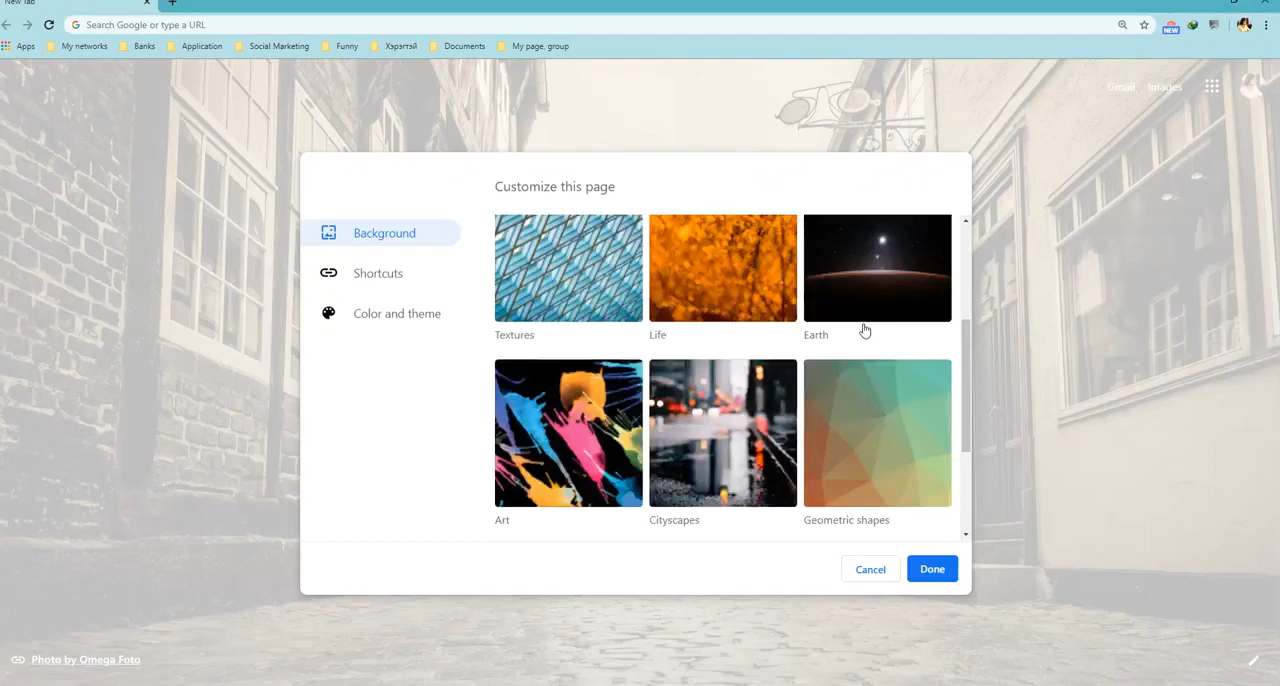 New Tab
Search Google or type a URL
NEW
Apps My networks Banks Application Social Marketing Funny Хэрэгтэй Documents My page, group
Gmail Images
Customize this page
Background
Shortcuts
Color and theme
Textures Life Earth
Art Cityscapes Geometric shapes
Cancel Done
Photo by Omega Foto